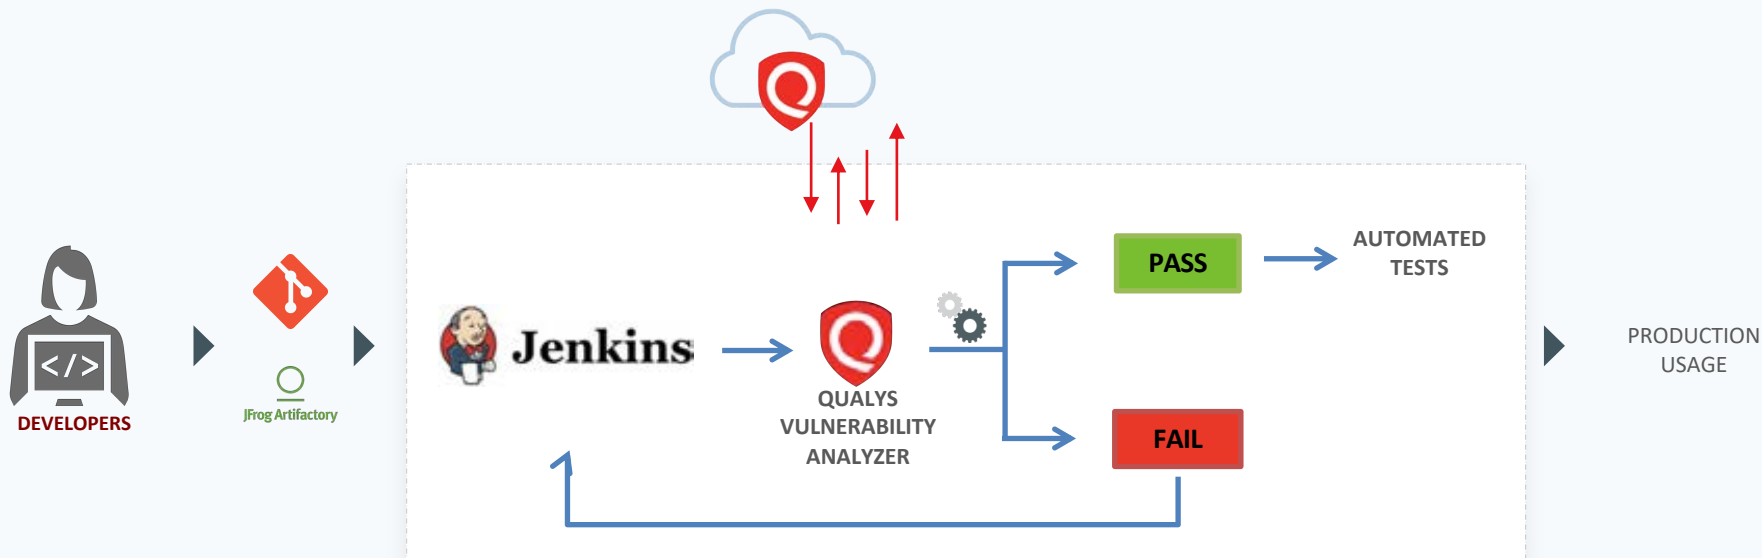 </>
DEVELOPERS
JFrog Artifactory
Jenkins
QUALYS
VULNERABILITY
ANALYZER
PASS
FAIL
AUTOMATED
TESTS
PRODUCTION
USAGE